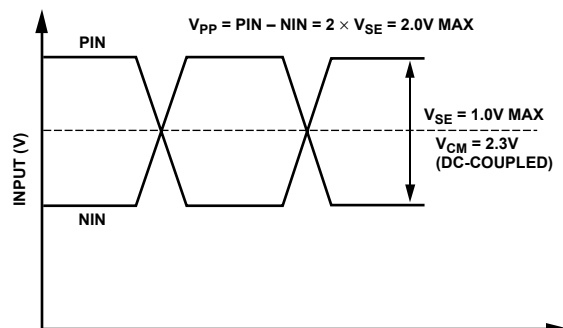 V_PP = PIN – NIN = 2 × V_SE = 2.0V MAX
PIN
V_SE = 1.0V MAX
V_CM = 2.3V
(DC-COUPLED)
INPUT (V)
NIN